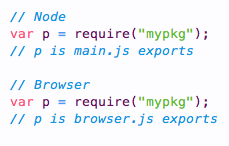 // Node
var p = require("mypkg");
// p is main.js exports

// Browser
var p = require("mypkg");
// p is browser.js exports